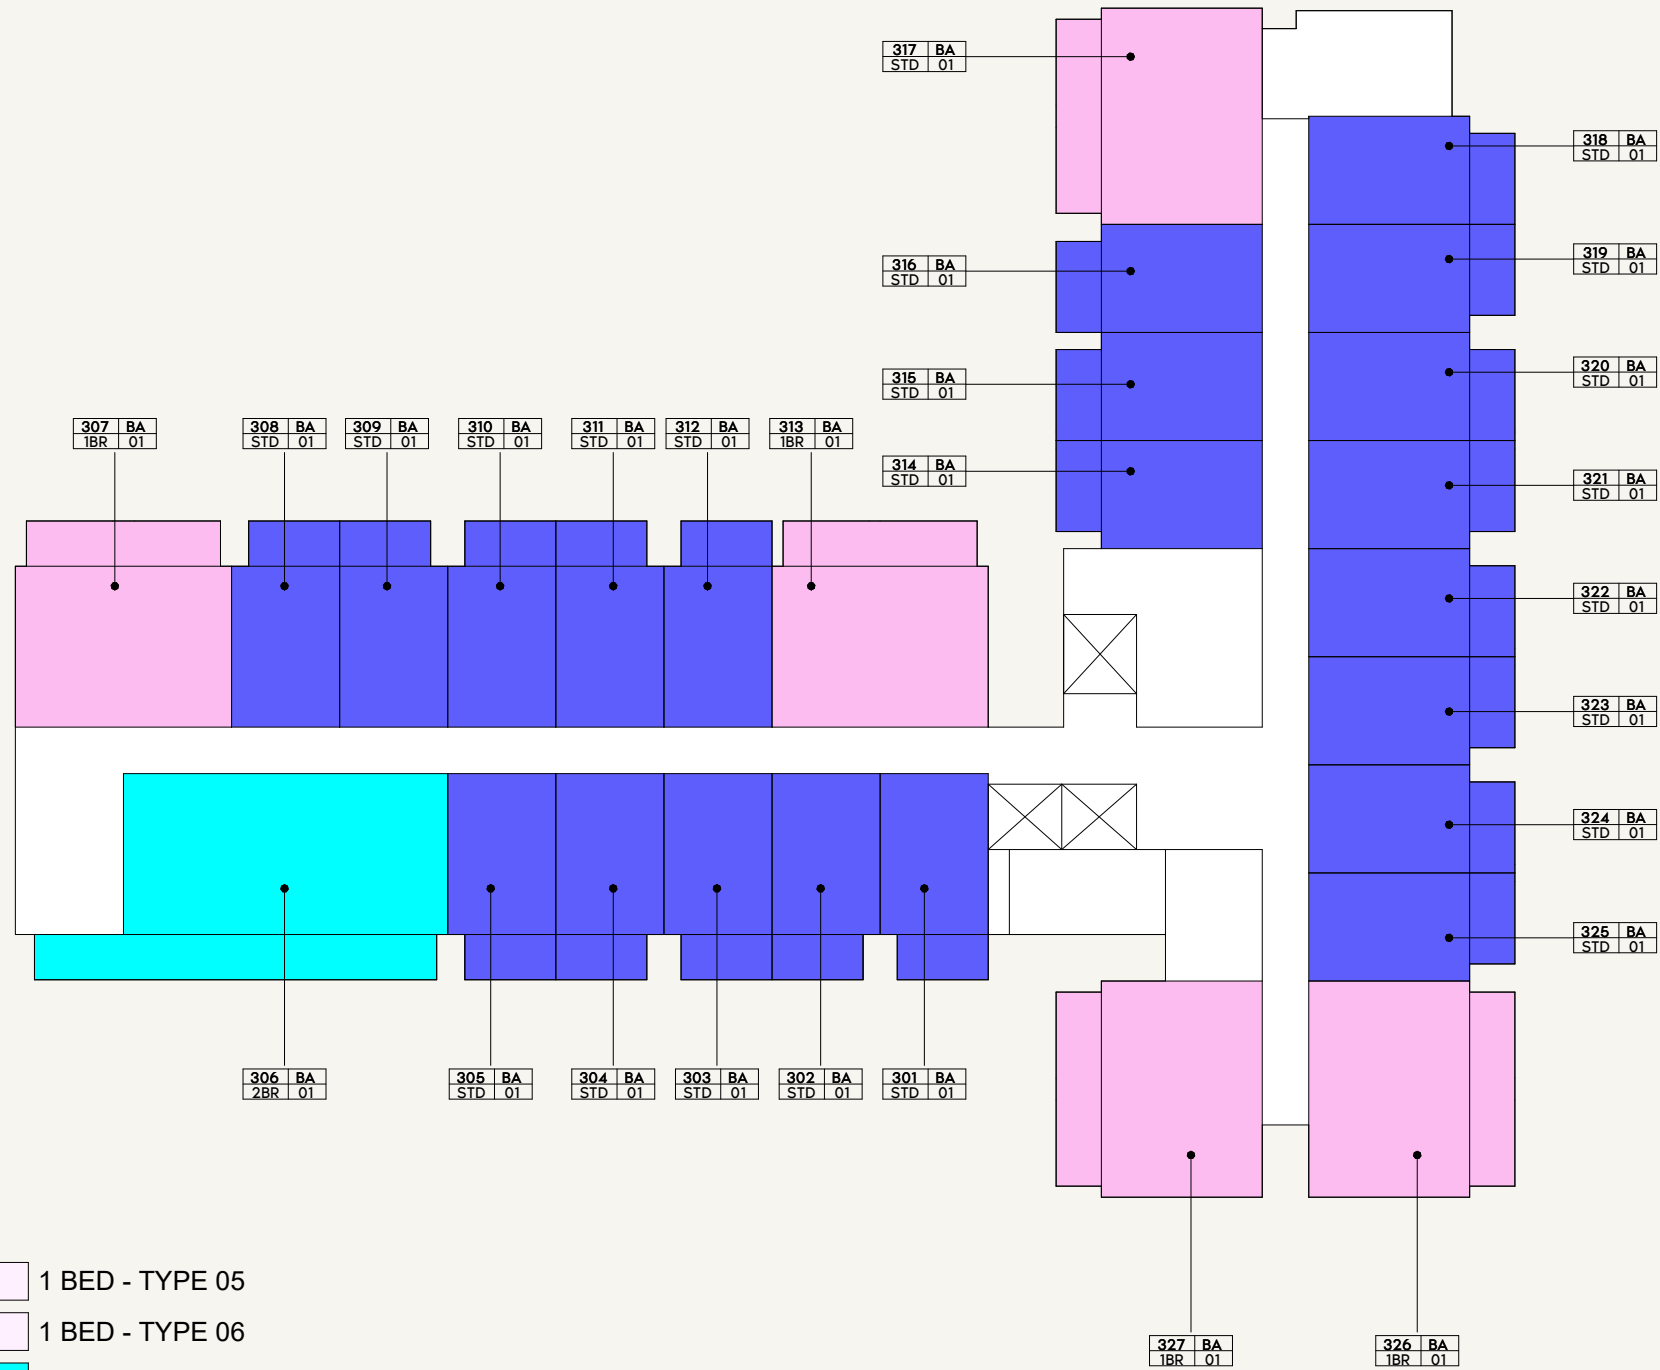 317 BA
STD 01
318 BA
STD 01
316 BA
STD 01
319 BA
STD 01
315 BA
STD 01
320 BA
STD 01
307 BA
1BR 01
308 BA
STD 01
309 BA
STD 01
310 BA
STD 01
311 BA
STD 01
312 BA
STD 01
313 BA
1BR 01
314 BA
STD 01
321 BA
STD 01
322 BA
STD 01
323 BA
STD 01
324 BA
STD 01
325 BA
STD 01
306 BA
2BR 01
305 BA
STD 01
304 BA
STD 01
303 BA
STD 01
302 BA
STD 01
301 BA
STD 01
1 BED - TYPE 05
1 BED - TYPE 06
327 BA
1BR 01
326 BA
1BR 01